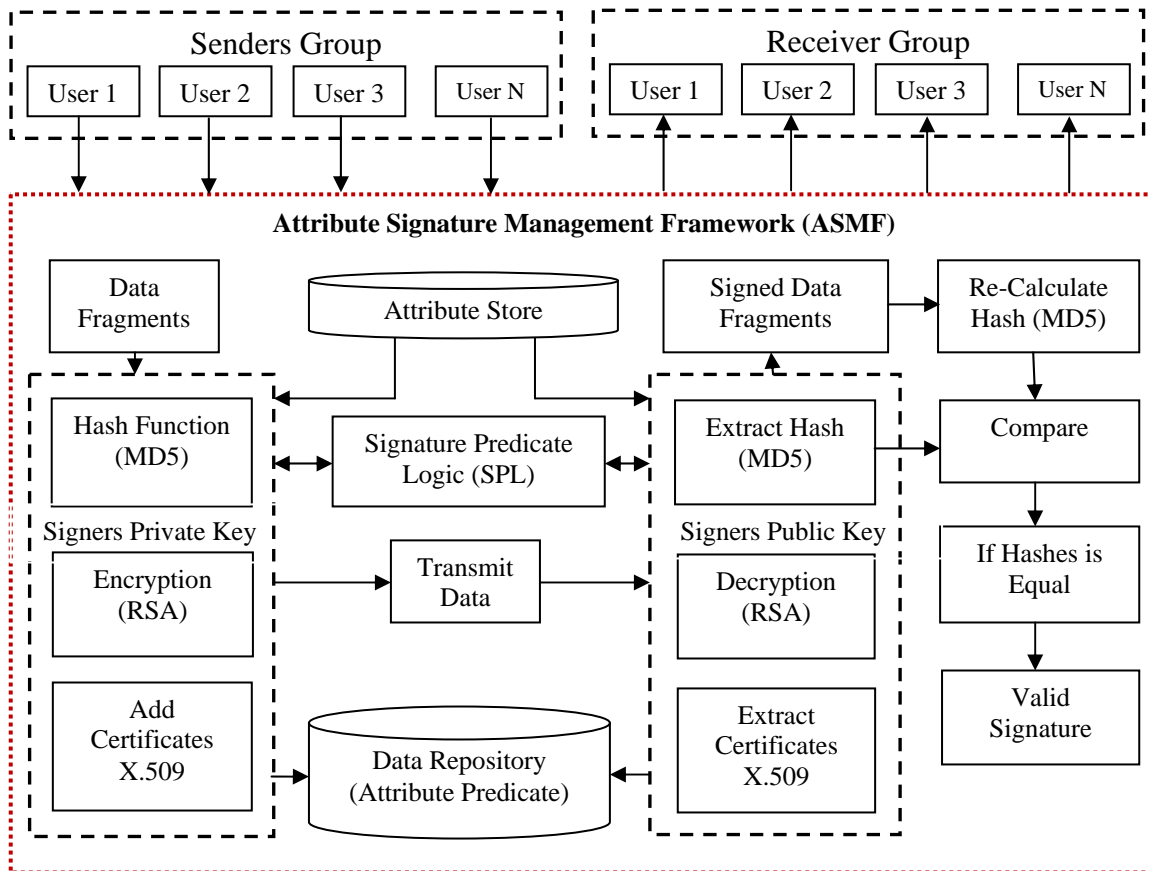 Senders Group
User 1
User 2
User 3
User N
Receiver Group
User 1
User 2
User 3
User N
Attribute Signature Management Framework (ASMF)
Data
Fragments
Attribute Store
Signed Data
Fragments
Re-Calculate
Hash (MD5)
Hash Function
(MD5)
Signature Predicate
Logic (SPL)
Extract Hash
(MD5)
Compare
Signers Private Key
Signers Public Key
Encryption
(RSA)
Transmit
Data
Decryption
(RSA)
If Hashes is
Equal
Add
Certificates
X.509
Data Repository
(Attribute Predicate)
Extract
Certificates
X.509
Valid
Signature